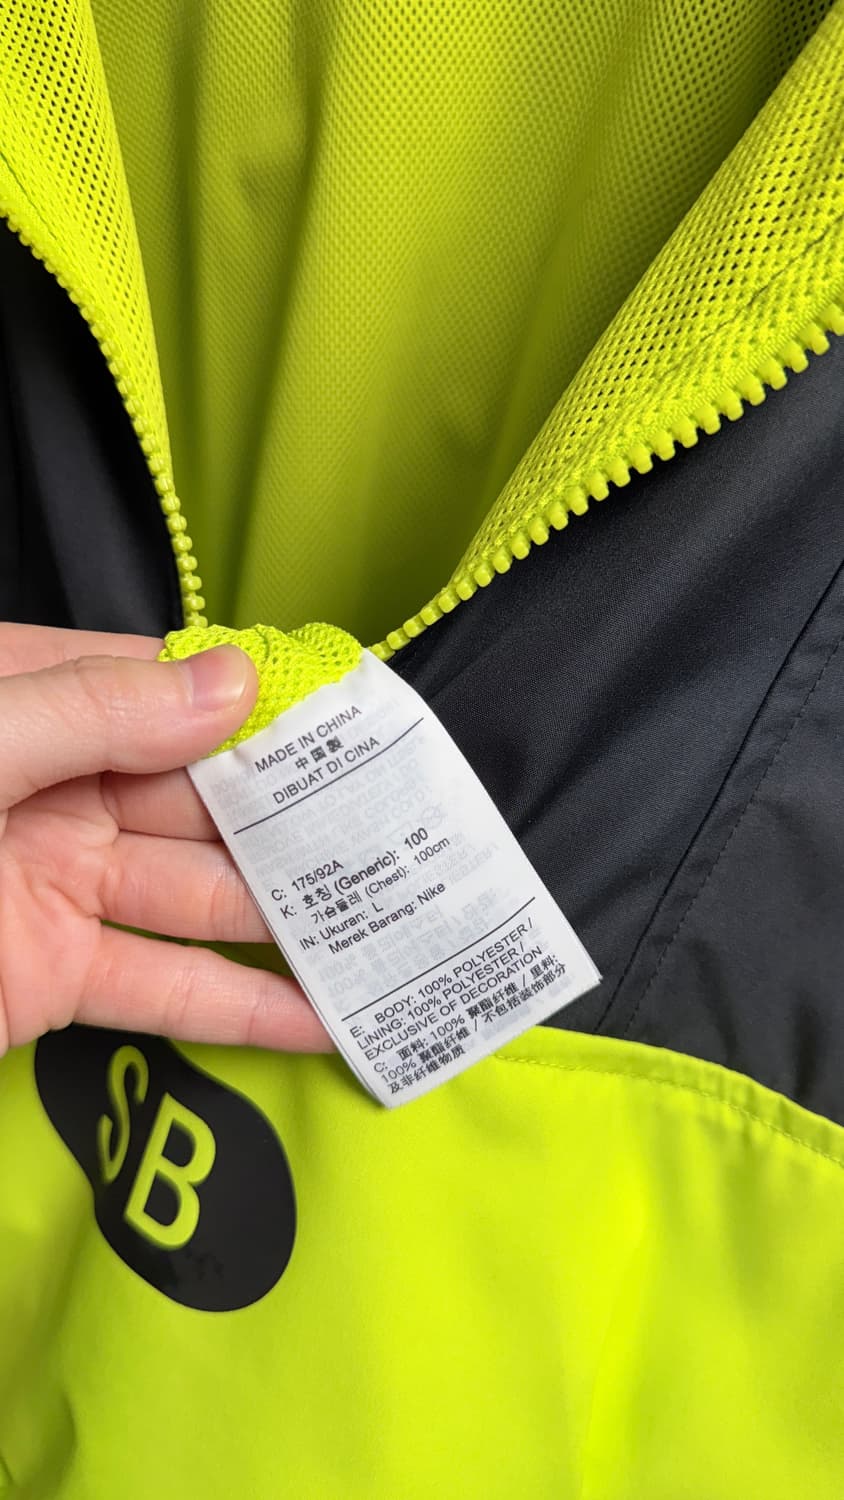 MADE IN CHINA
中国製
DIBUAT DI CINA
C: 175/92A
K: 호칭 (Generic): 100
가슴둘레 (Chest): 100cm
IN: Ukuran: L
Merek Barang: Nike
E: BODY: 100% POLYESTER /
LINING: 100% POLYESTER /
EXCLUSIVE OF DECORATION
C: 面料: 100% 聚酯纤维 / 里料:
100% 聚酯纤维 / 不包括装饰部分
及非纤维物质
SB